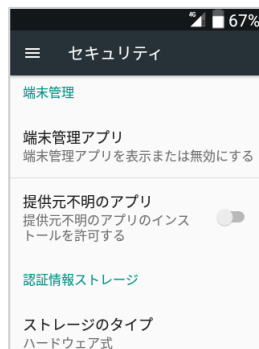 4G 67%
セキュリティ
端末管理
端末管理アプリ
端末管理アプリを表示または無効にする
提供元不明のアプリ
提供元不明のアプリのインス
トールを許可する
認証情報ストレージ
ストレージのタイプ
ハードウェア式